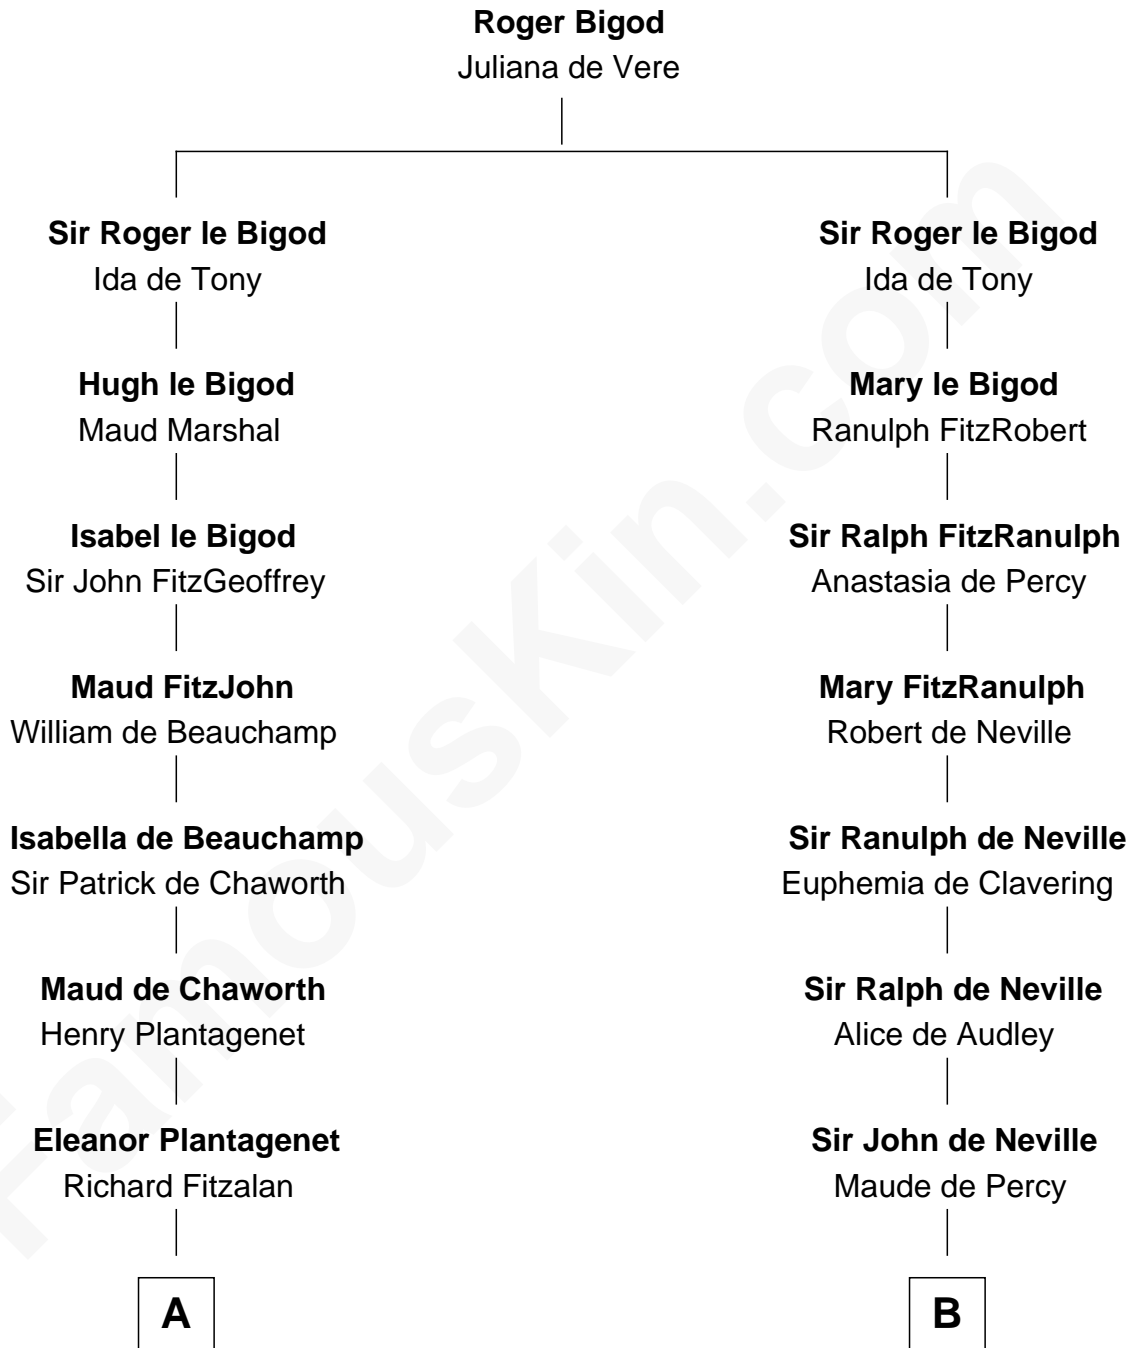 Roger Bigod
Juliana de Vere
Sir Roger le Bigod
Ida de Tony
Hugh le Bigod
Maud Marshal
Isabel le Bigod
Sir John FitzGeoffrey
Maud FitzJohn
William de Beauchamp
Isabella de Beauchamp
Sir Patrick de Chaworth
Maud de Chaworth
Henry Plantagenet
Eleanor Plantagenet
Richard Fitzalan
A
Sir Roger le Bigod
Ida de Tony
Mary le Bigod
Ranulph FitzRobert
Sir Ralph FitzRanulph
Anastasia de Percy
Mary FitzRanulph
Robert de Neville
Sir Ranulph de Neville
Euphemia de Clavering
Sir Ralph de Neville
Alice de Audley
Sir John de Neville
Maude de Percy
B
FamousKin.com